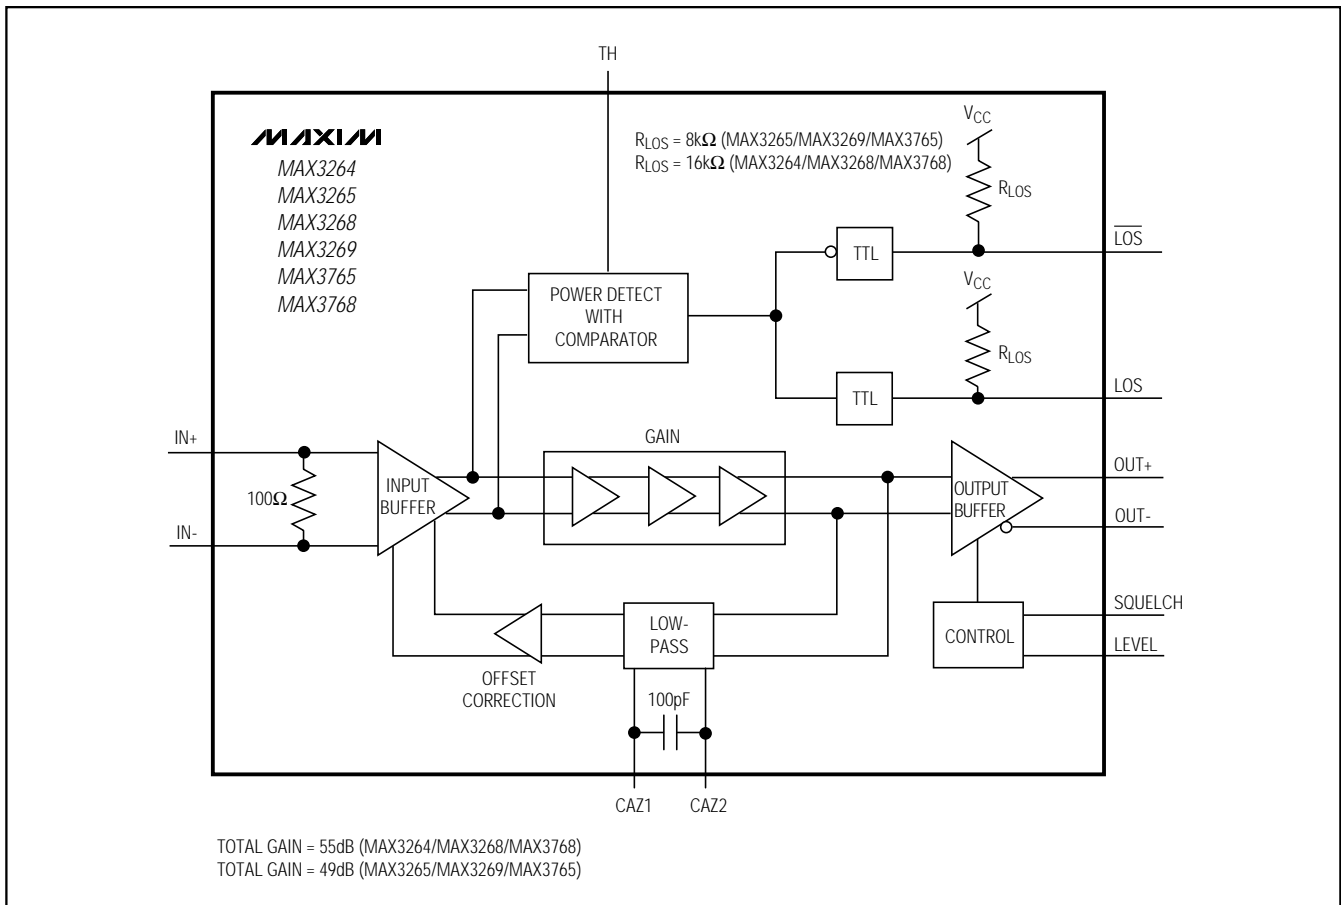 TH
MAXIM
MAX3264
MAX3265
MAX3268
MAX3269
MAX3765
MAX3768
RLOS = 8kΩ (MAX3265/MAX3269/MAX3765)
RLOS = 16kΩ (MAX3264/MAX3268/MAX3768)
VCC
RLOS
TTL
LOS
VCC
RLOS
TTL
LOS
POWER DETECT
WITH
COMPARATOR
IN+
100Ω
IN-
INPUT
BUFFER
GAIN
OUTPUT
BUFFER
OUT+
OUT-
SQUELCH
LEVEL
CONTROL
LOW-
PASS
OFFSET
CORRECTION
100pF
CAZ1
CAZ2
TOTAL GAIN = 55dB (MAX3264/MAX3268/MAX3768)
TOTAL GAIN = 49dB (MAX3265/MAX3269/MAX3765)